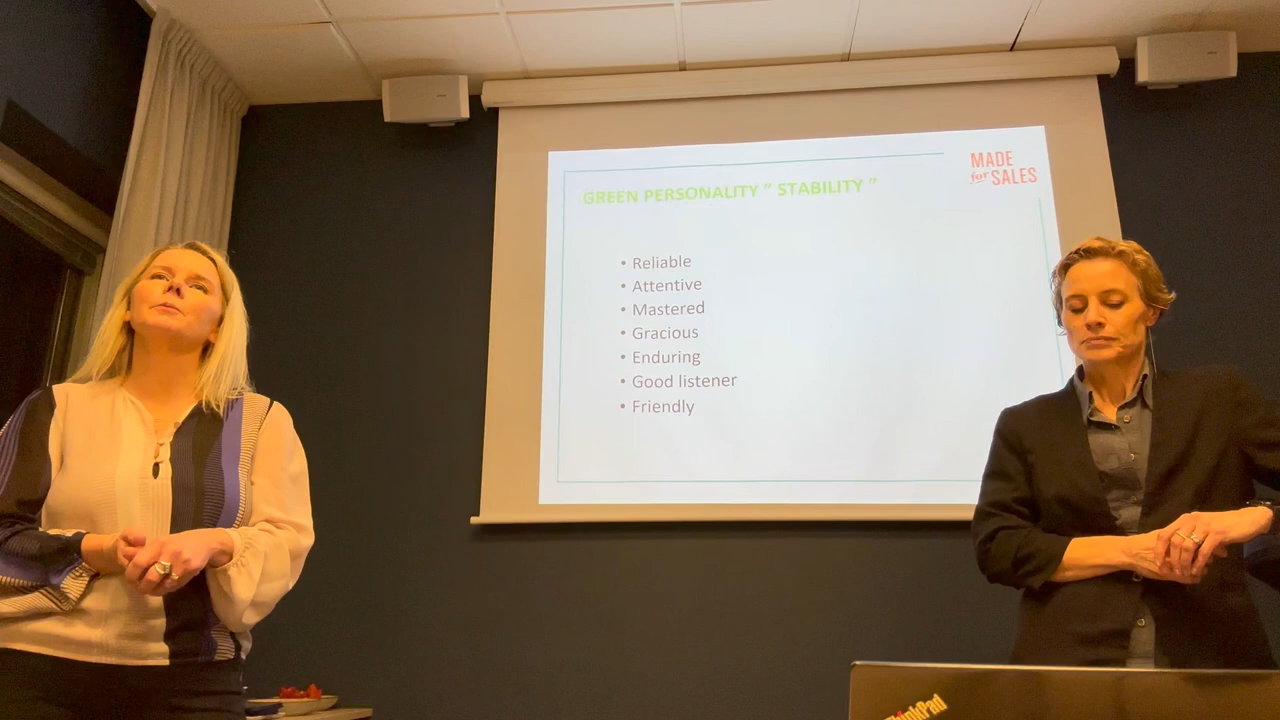 MADE
for SALES
GREEN PERSONALITY " STABILITY "
• Reliable
• Attentive
• Mastered
• Gracious
• Enduring
• Good listener
• Friendly
ThinkPad